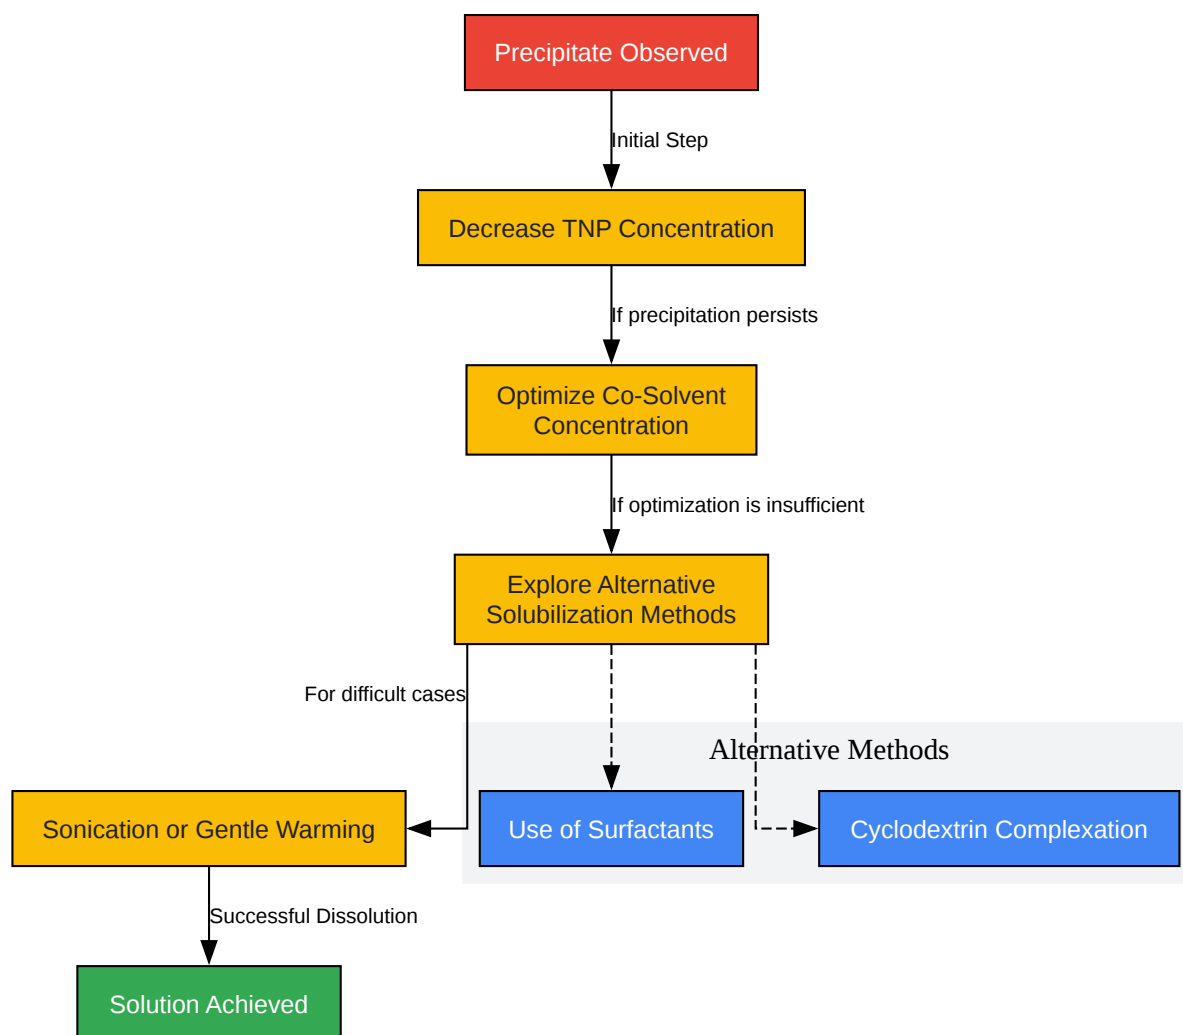 Precipitate Observed
Initial Step
Decrease TNP Concentration
If precipitation persists
Optimize Co-Solvent
Concentration
If optimization is insufficient
Explore Alternative
Solubilization Methods
For difficult cases
Alternative Methods
Sonication or Gentle Warming
Use of Surfactants
Cyclodextrin Complexation
Successful Dissolution
Solution Achieved